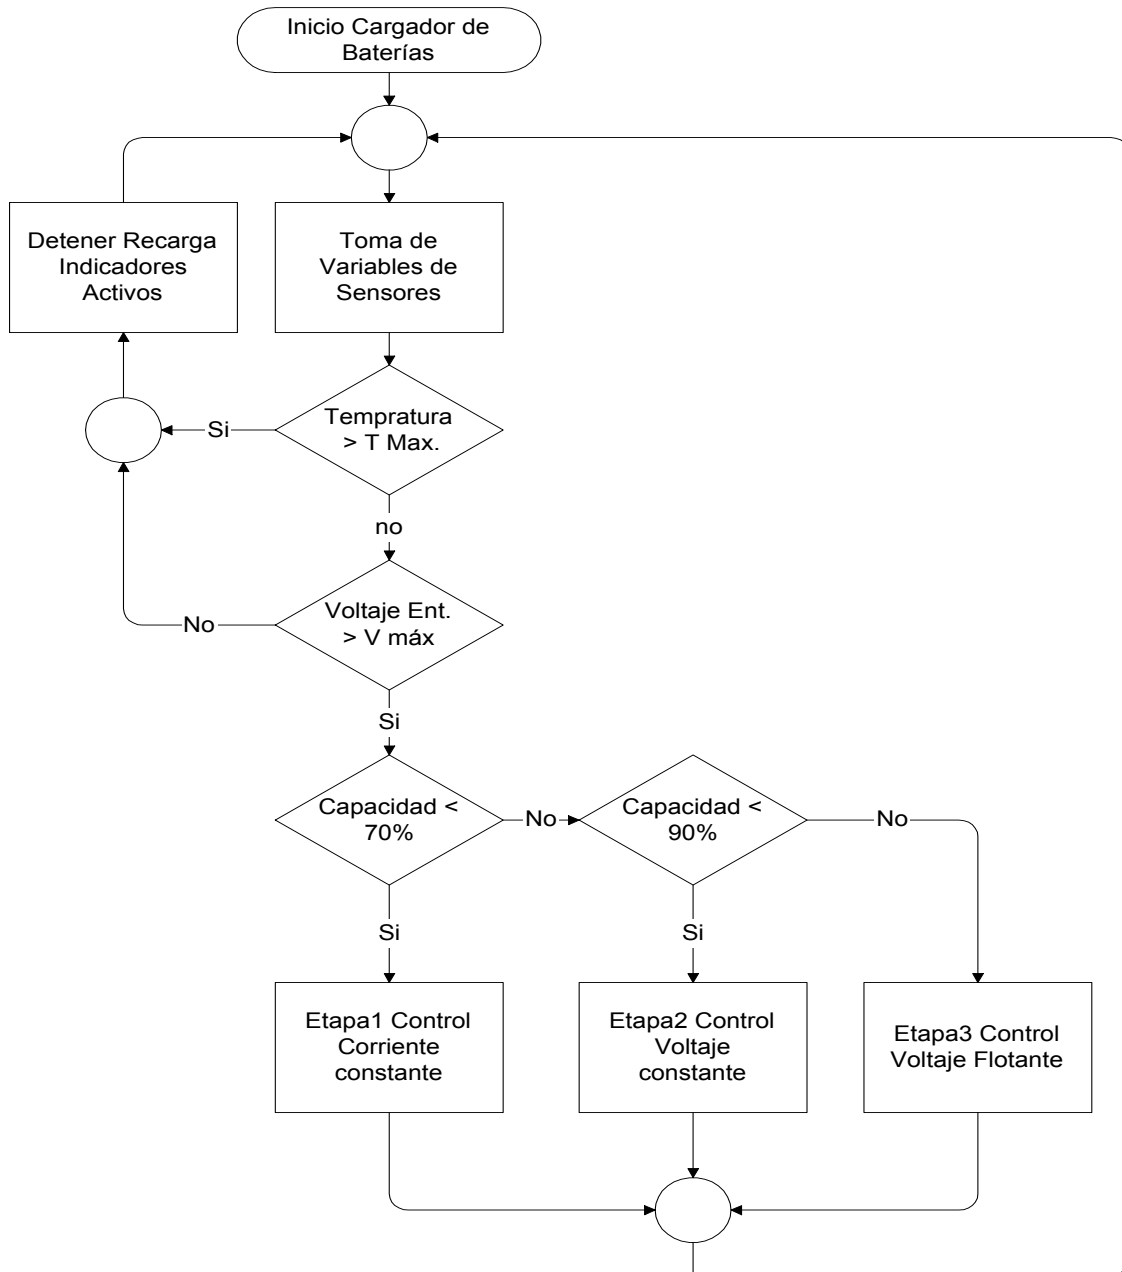 Inicio Cargador de
Baterías
Detener Recarga
Indicadores
Activos
Toma de
Variables de
Sensores
Tempratura
> T Max.
Si
no
Voltaje Ent.
> V máx
No
Si
Capacidad <
70%
No
Capacidad <
90%
No
Si
Si
Etapa1 Control
Corriente
constante
Etapa2 Control
Voltaje
constante
Etapa3 Control
Voltaje Flotante